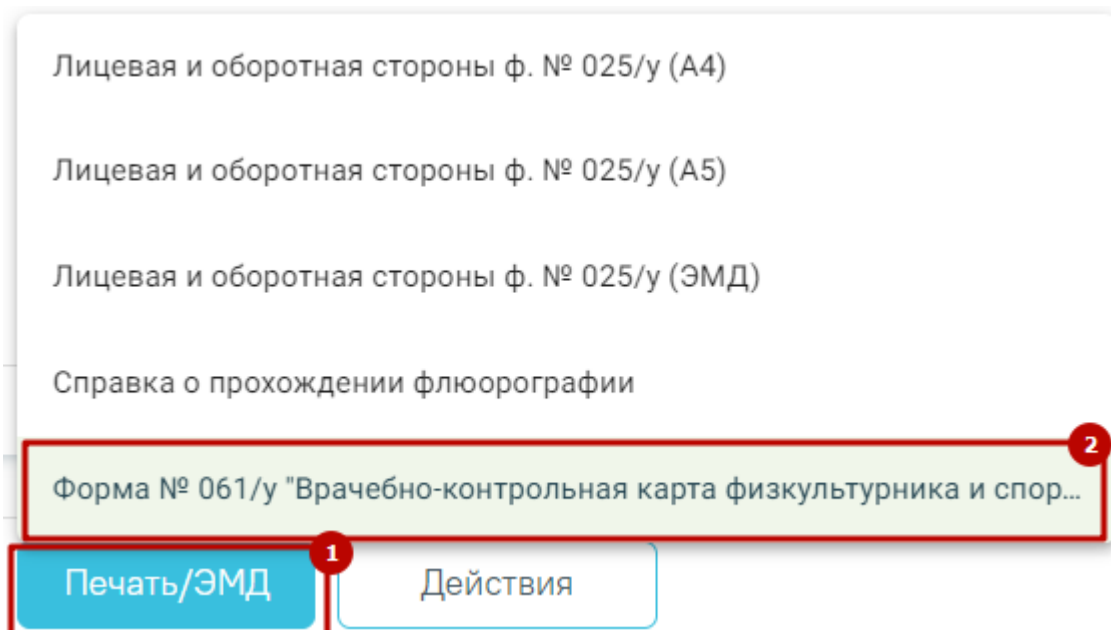 Лицевая и оборотная стороны ф. № 025/у (А4)
Лицевая и оборотная стороны ф. № 025/у (А5)
Лицевая и оборотная стороны ф. № 025/у (ЭМД)
Справка о прохождении флюорографии
2
Форма № 061/у "Врачебно-контрольная карта физкультурника и спор...
1
Печать/ЭМД
Действия